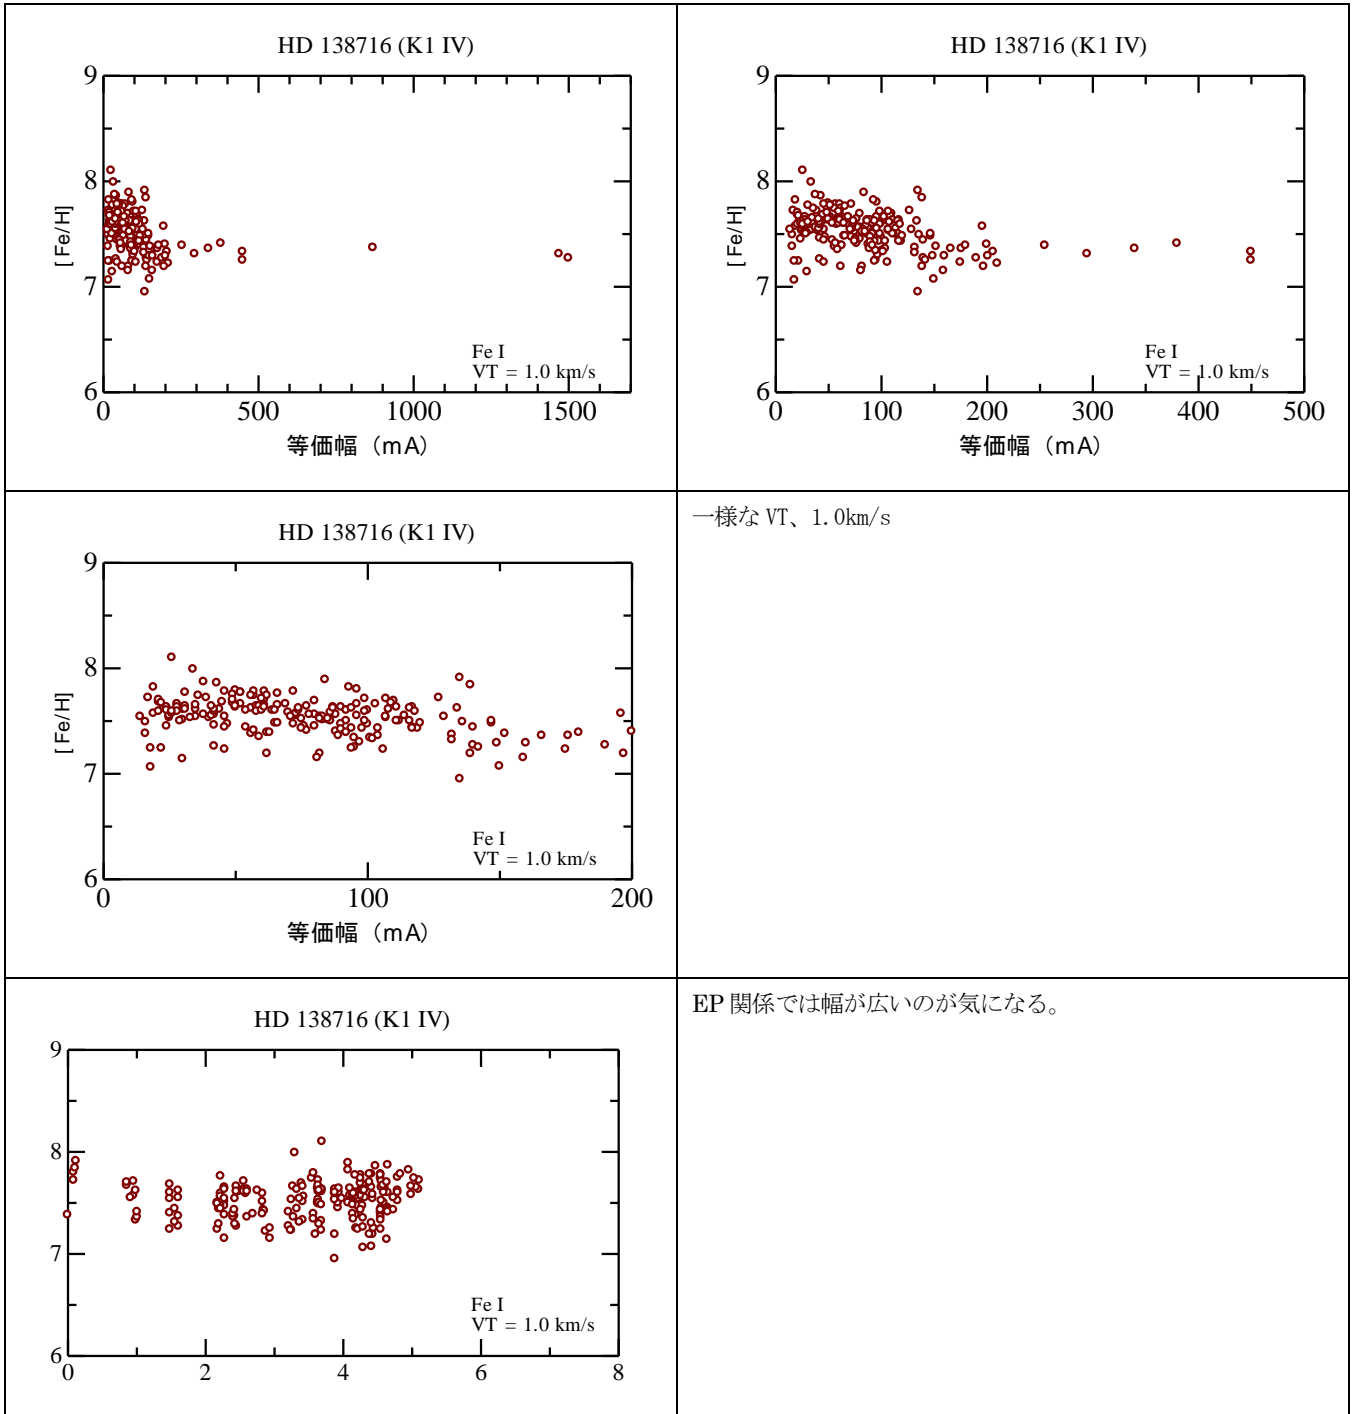 HD 138716 (K1 IV)
9
8
7
6
[Fe/H]
Fe I
VT = 1.0 km/s
0 500 1000 1500
等価幅 (mA)
HD 138716 (K1 IV)
9
8
7
6
[Fe/H]
Fe I
VT = 1.0 km/s
0 100 200 300 400 500
等価幅 (mA)
HD 138716 (K1 IV)
9
8
7
6
[Fe/H]
Fe I
VT = 1.0 km/s
0 100 200
等価幅 (mA)
一様な VT、1.0km/s
HD 138716 (K1 IV)
9
8
7
6
Fe I
VT = 1.0 km/s
0 2 4 6 8
EP 関係では幅が広いのが気になる。